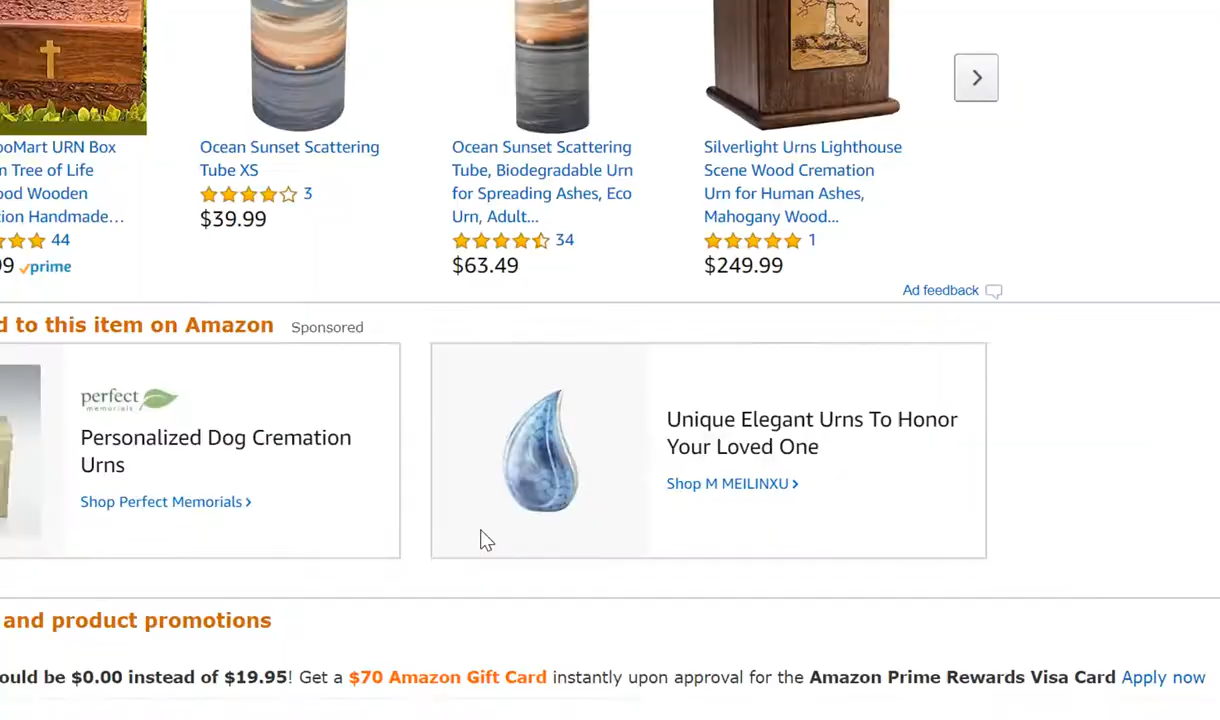 ooMart URN Box
n Tree of Life
ood Wooden
ion Handmade...
44
9 prime
Ocean Sunset Scattering
Tube XS
3
$39.99
Ocean Sunset Scattering
Tube, Biodegradable Urn
for Spreading Ashes, Eco
Urn, Adult...
34
$63.49
Silverlight Urns Lighthouse
Scene Wood Cremation
Urn for Human Ashes,
Mahogany Wood...
1
$249.99
Ad feedback
d to this item on Amazon Sponsored
perfect
memorials
Personalized Dog Cremation
Urns
Shop Perfect Memorials ›
Unique Elegant Urns To Honor
Your Loved One
Shop M MEILINXU ›
and product promotions
ould be $0.00 instead of $19.95! Get a $70 Amazon Gift Card instantly upon approval for the Amazon Prime Rewards Visa Card Apply now